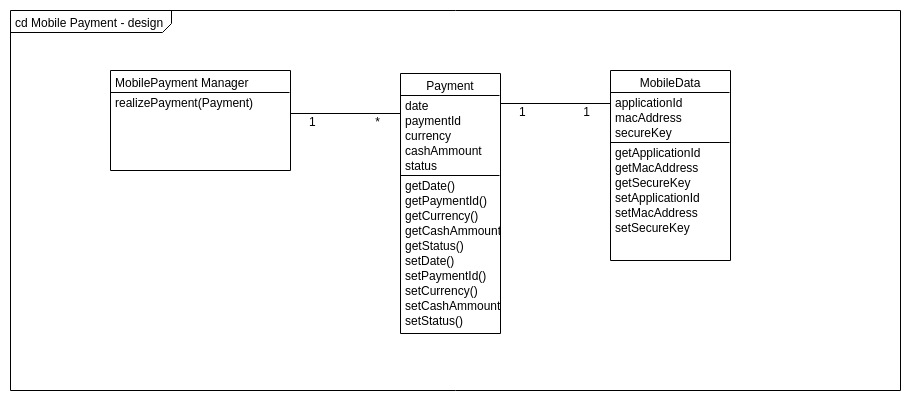 cd Mobile Payment - design
MobilePayment Manager
realizePayment(Payment)
1
*
Payment
date
paymentId
currency
cashAmmount
status
getDate()
getPaymentId()
getCurrency()
getCashAmmount
getStatus()
setDate()
setPaymentId()
setCurrency()
setCashAmmount
setStatus()
1
1
MobileData
applicationId
macAddress
secureKey
getApplicationId
getMacAddress
getSecureKey
setApplicationId
setMacAddress
setSecureKey